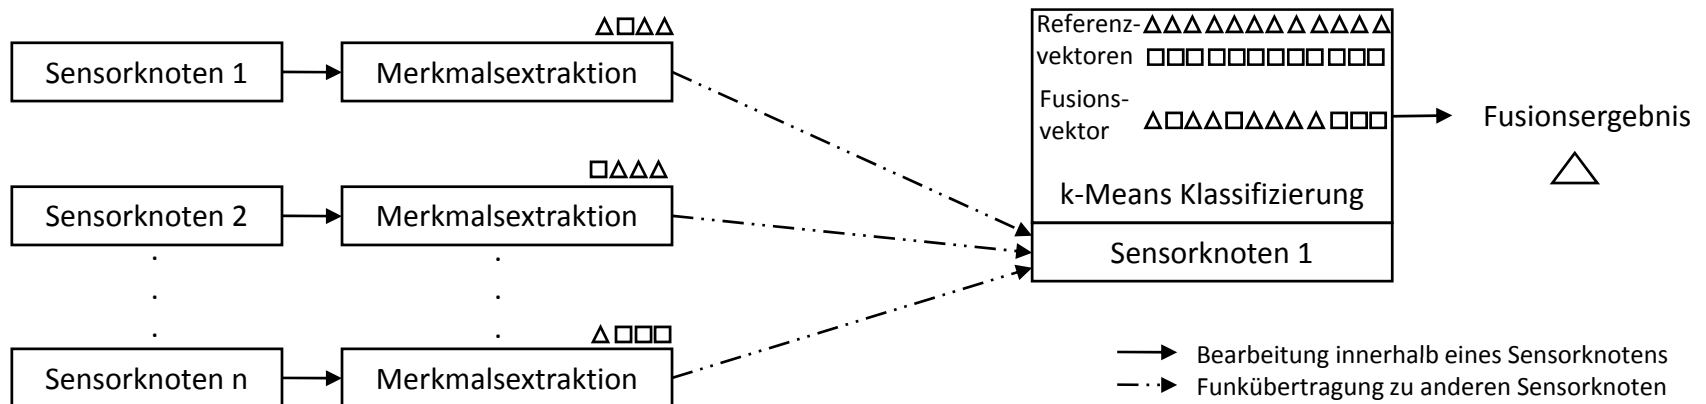 Sensorknoten 1
Merkmalsextraktion
Sensorknoten 2
Merkmalsextraktion
Sensorknoten n
Merkmalsextraktion
Referenz-
vektoren
Fusions-
vektor
k-Means Klassifizierung
Sensorknoten 1
Fusionsergebnis
Bearbeitung innerhalb eines Sensorknotens
Funkübertragung zu anderen Sensorknoten